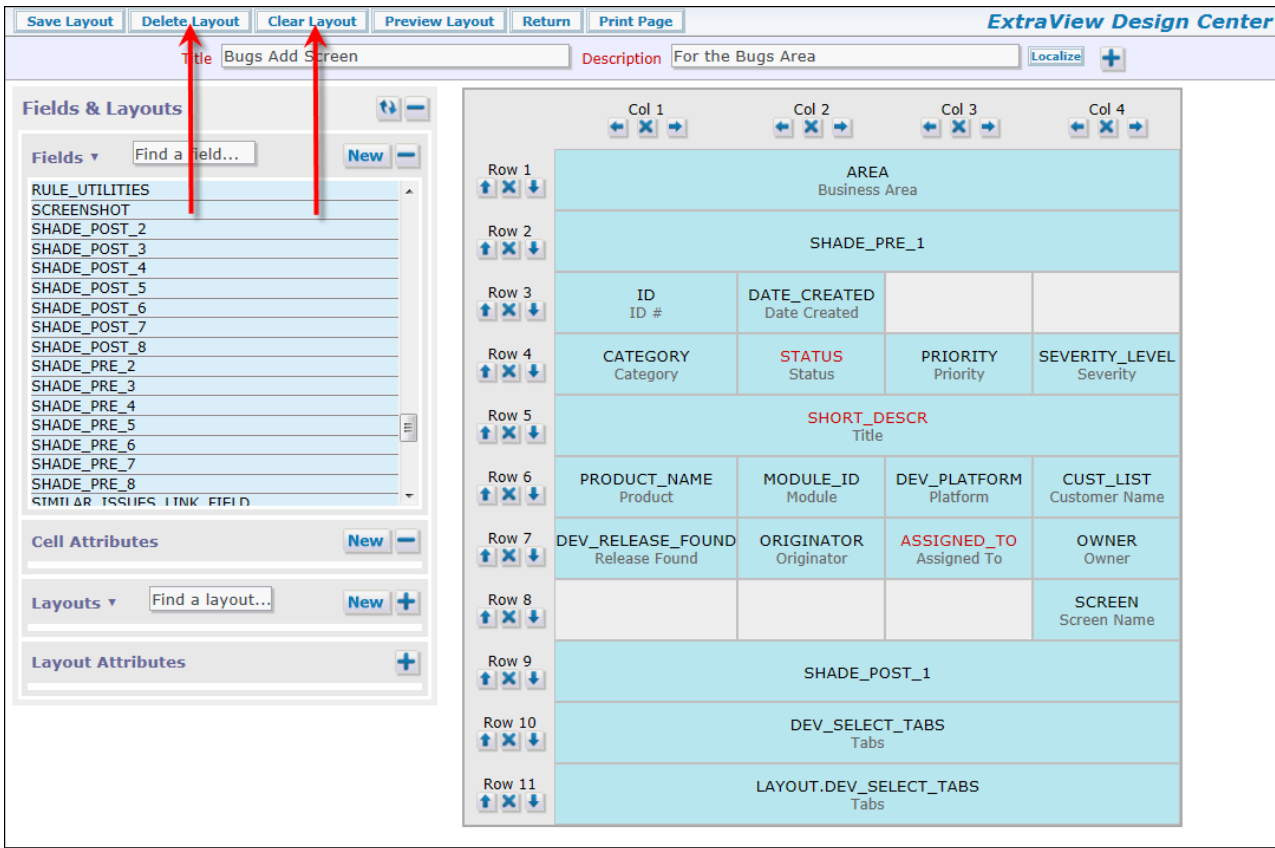 Save Layout Delete Layout Clear Layout Preview Layout Return Print Page ExtraView Design Center
Title Bugs Add Screen Description For the Bugs Area Localize
Fields & Layouts
Fields Find a field... New
RULE_UTILITIES
SCREENSHOT
SHADE_POST_2
SHADE_POST_3
SHADE_POST_4
SHADE_POST_5
SHADE_POST_6
SHADE_POST_7
SHADE_POST_8
SHADE_PRE_2
SHADE_PRE_3
SHADE_PRE_4
SHADE_PRE_5
SHADE_PRE_6
SHADE_PRE_7
SHADE_PRE_8
SIMILAR_ISSUES_LINK_FIELD
Cell Attributes New
Layouts Find a layout... New
Layout Attributes
Col 1 Col 2 Col 3 Col 4
Row 1 AREA
Business Area
Row 2 SHADE_PRE_1
Row 3 ID DATE_CREATED
ID # Date Created
Row 4 CATEGORY STATUS PRIORITY SEVERITY_LEVEL
Category Status Priority Severity
Row 5 SHORT_DESCR
Title
Row 6 PRODUCT_NAME MODULE_ID DEV_PLATFORM CUST_LIST
Product Module Platform Customer Name
Row 7 DEV_RELEASE_FOUND ORIGINATOR ASSIGNED_TO OWNER
Release Found Originator Assigned To Owner
Row 8 SCREEN
Screen Name
Row 9 SHADE_POST_1
Row 10 DEV_SELECT_TABS
Tabs
Row 11 LAYOUT.DEV_SELECT_TABS
Tabs